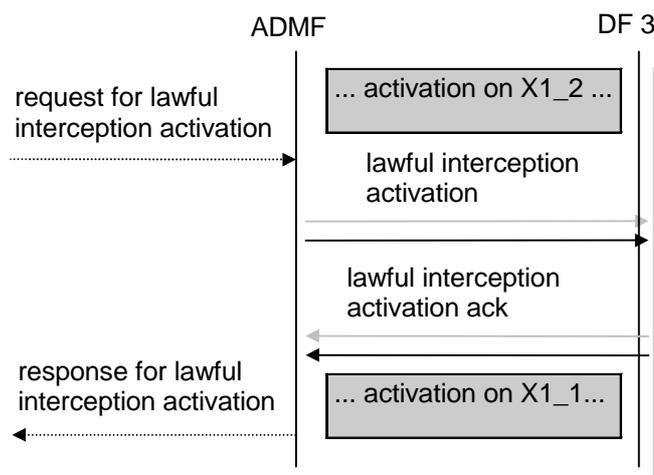 ADMF
DF 3
request for lawful
interception activation
... activation on X1_2 ...
lawful interception
activation
lawful interception
activation ack
response for lawful
interception activation
... activation on X1_1...